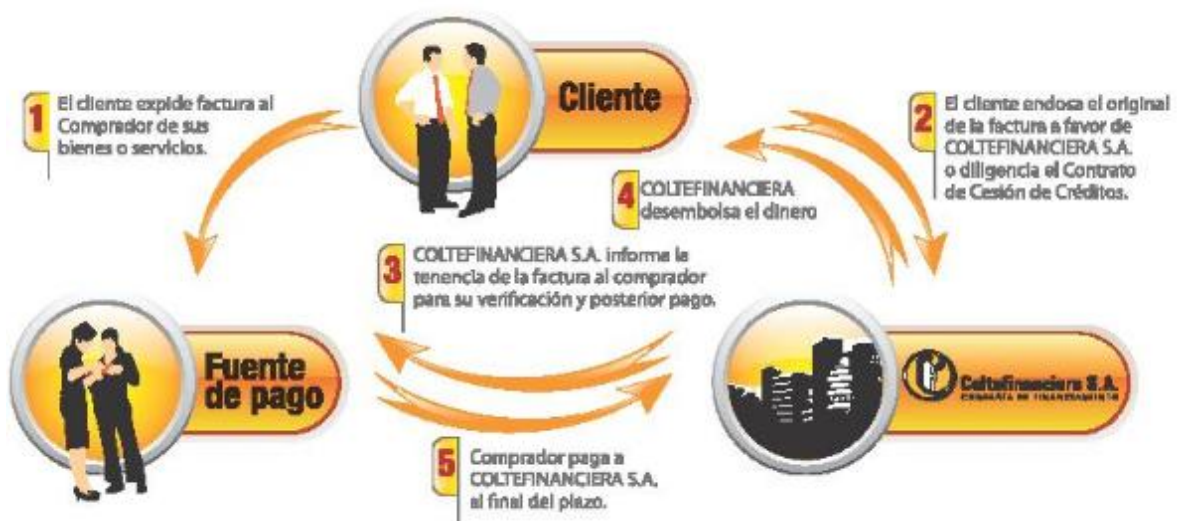 Cliente
1
El cliente expide factura al
Comprador de sus
bienes o servicios.
2
El cliente endosa el original
de la factura a favor de
COLTEFINANCIERA S.A.
o diligencia el Contrato
de Cesión de Créditos.
4
COLTEFINANCIERA
desembolsa el dinero
3
COLTEFINANCIERA S.A. informa la
tenencia de la factura al comprador
para su verificación y posterior pago.
Fuente
de pago
Coltefinanciera S.A.
COMPAÑÍA DE FINANCIAMIENTO
5
Comprador paga a
COLTEFINANCIERA S.A.
al final del plazo.